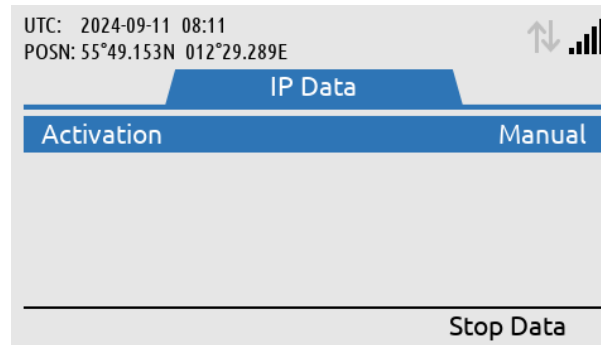 UTC: 2024-09-11 08:11
POSN: 55°49.153N 012°29.289E
IP Data
Activation Manual
Stop Data